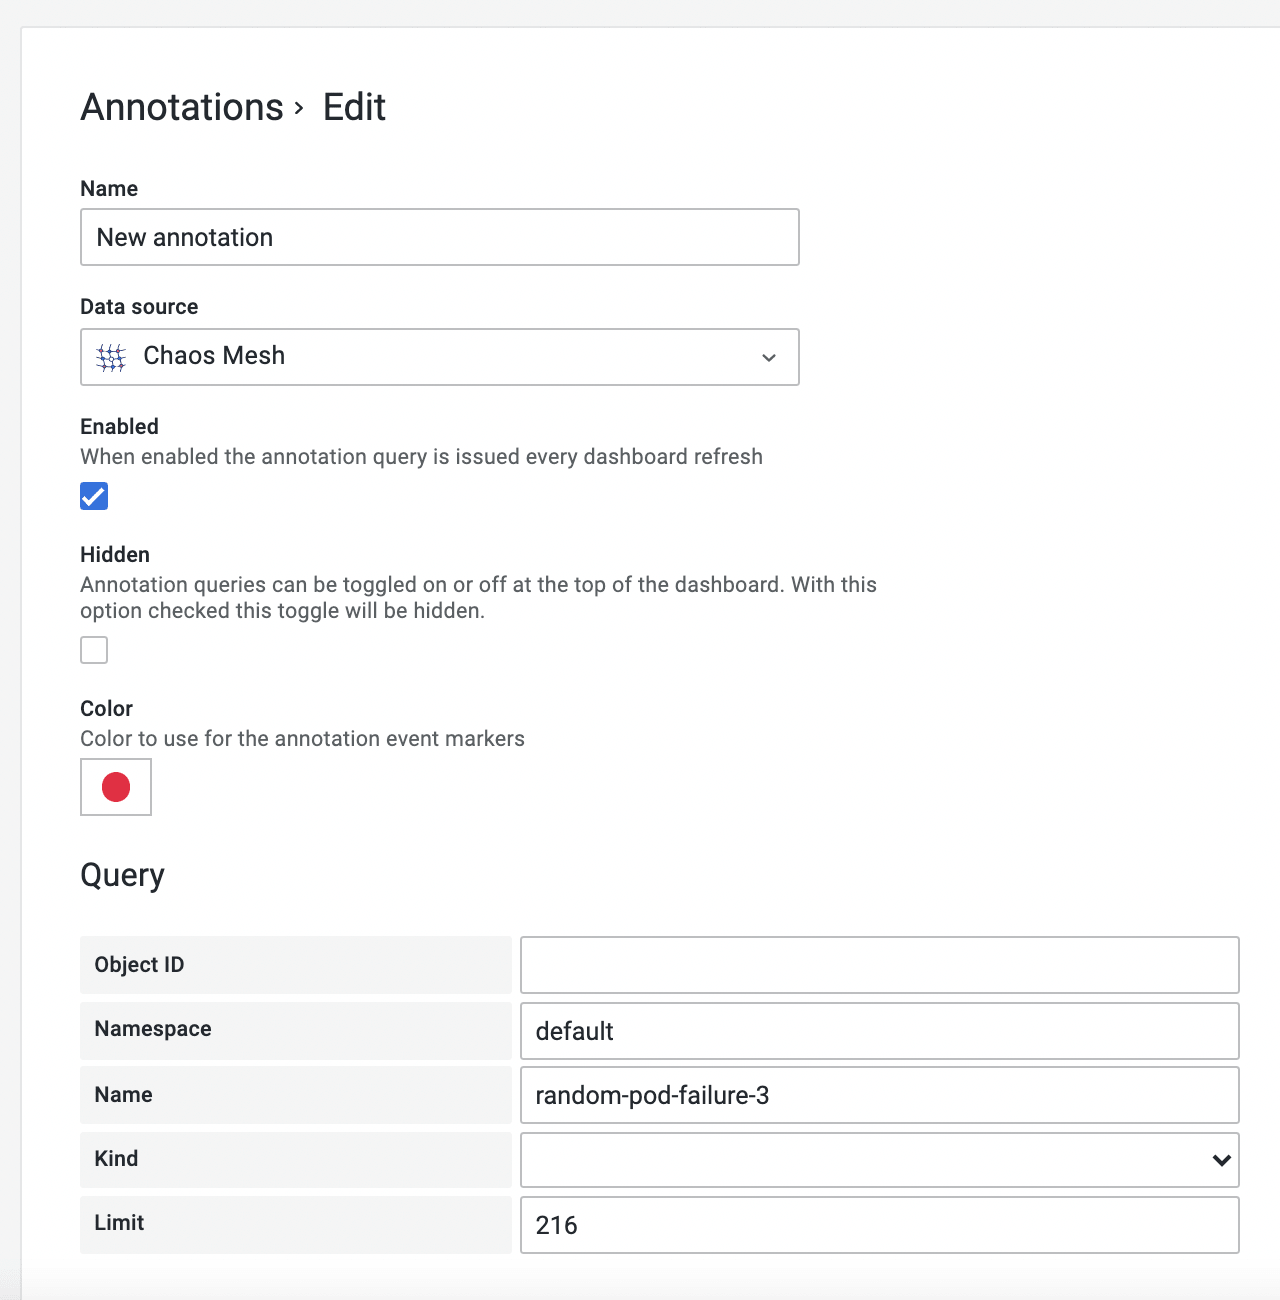 Annotations › Edit
Name
New annotation
Data source
Chaos Mesh
Enabled
When enabled the annotation query is issued every dashboard refresh
Hidden
Annotation queries can be toggled on or off at the top of the dashboard. With this
option checked this toggle will be hidden.
Color
Color to use for the annotation event markers
Query
Object ID
Namespace default
Name random-pod-failure-3
Kind
Limit 216